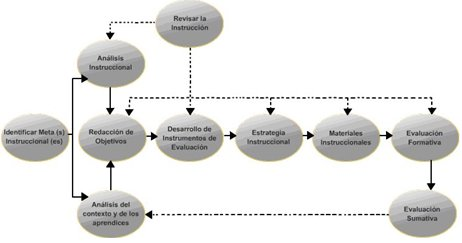 Revisar la
Instrucción
Análisis
Instruccional
Identificar Meta (s)
Instruccional (es)
Redacción de
Objetivos
Desarrollo de
Instrumentos de
Evaluación
Estrategia
Instruccional
Materiales
Instruccionales
Evaluación
Formativa
Análisis del
contexto y de los
aprendices
Evaluación
Sumativa